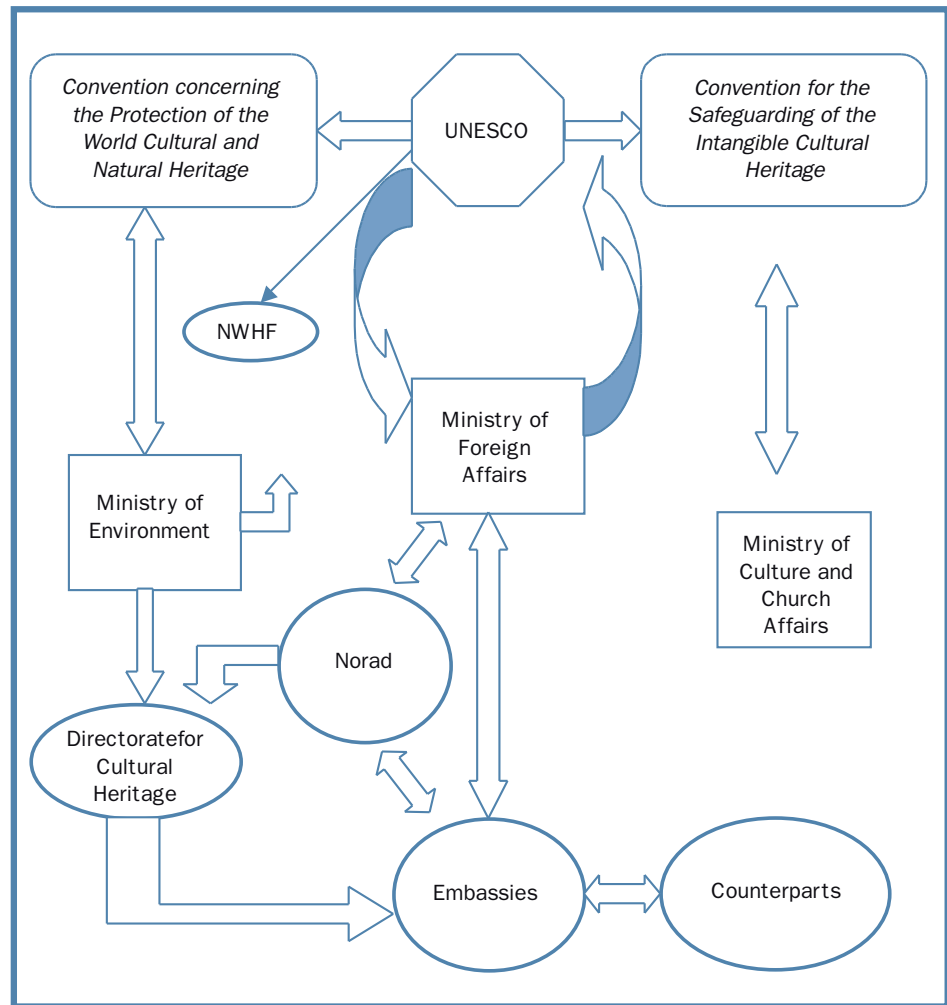 Convention concerning
the Protection of the
World Cultural and
Natural Heritage
UNESCO
Convention for the
Safeguarding of the
Intangible Cultural
Heritage
NWHF
Ministry of
Foreign
Affairs
Ministry of
Environment
Ministry of
Culture and
Church
Affairs
Norad
Directoratefor
Cultural
Heritage
Embassies
Counterparts